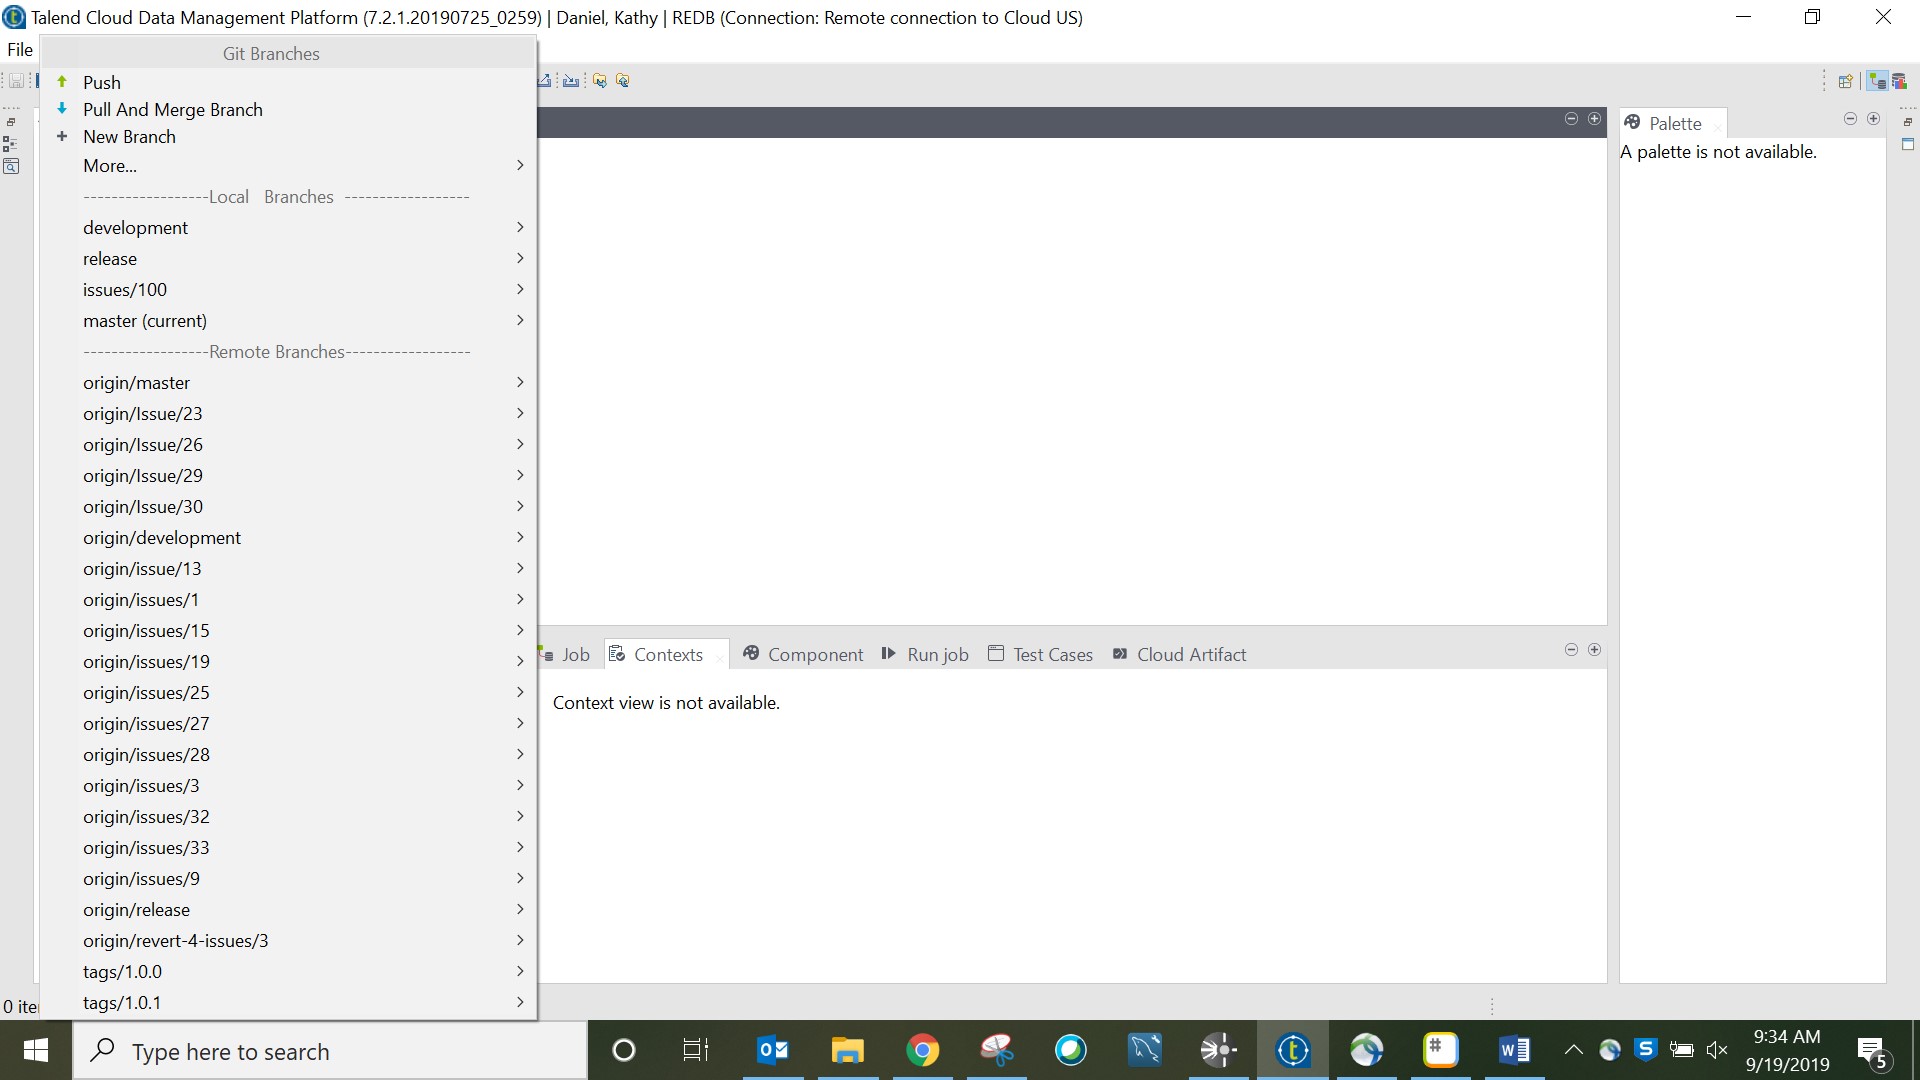 Talend Cloud Data Management Platform (7.2.1.20190725_0259) | Daniel, Kathy | REDB (Connection: Remote connection to Cloud US)
File
Git Branches
Push
Pull And Merge Branch
New Branch
More...
------------------Local Branches ------------------
development
release
issues/100
master (current)
------------------Remote Branches------------------
origin/master
origin/Issue/23
origin/Issue/26
origin/Issue/29
origin/Issue/30
origin/development
origin/issue/13
origin/issues/1
origin/issues/15
origin/issues/19
origin/issues/25
origin/issues/27
origin/issues/28
origin/issues/3
origin/issues/32
origin/issues/33
origin/issues/9
origin/release
origin/revert-4-issues/3
tags/1.0.0
tags/1.0.1
Palette
A palette is not available.
Job Contexts Component Run job Test Cases Cloud Artifact
Context view is not available.
0 ite
Type here to search
9:34 AM
9/19/2019
5